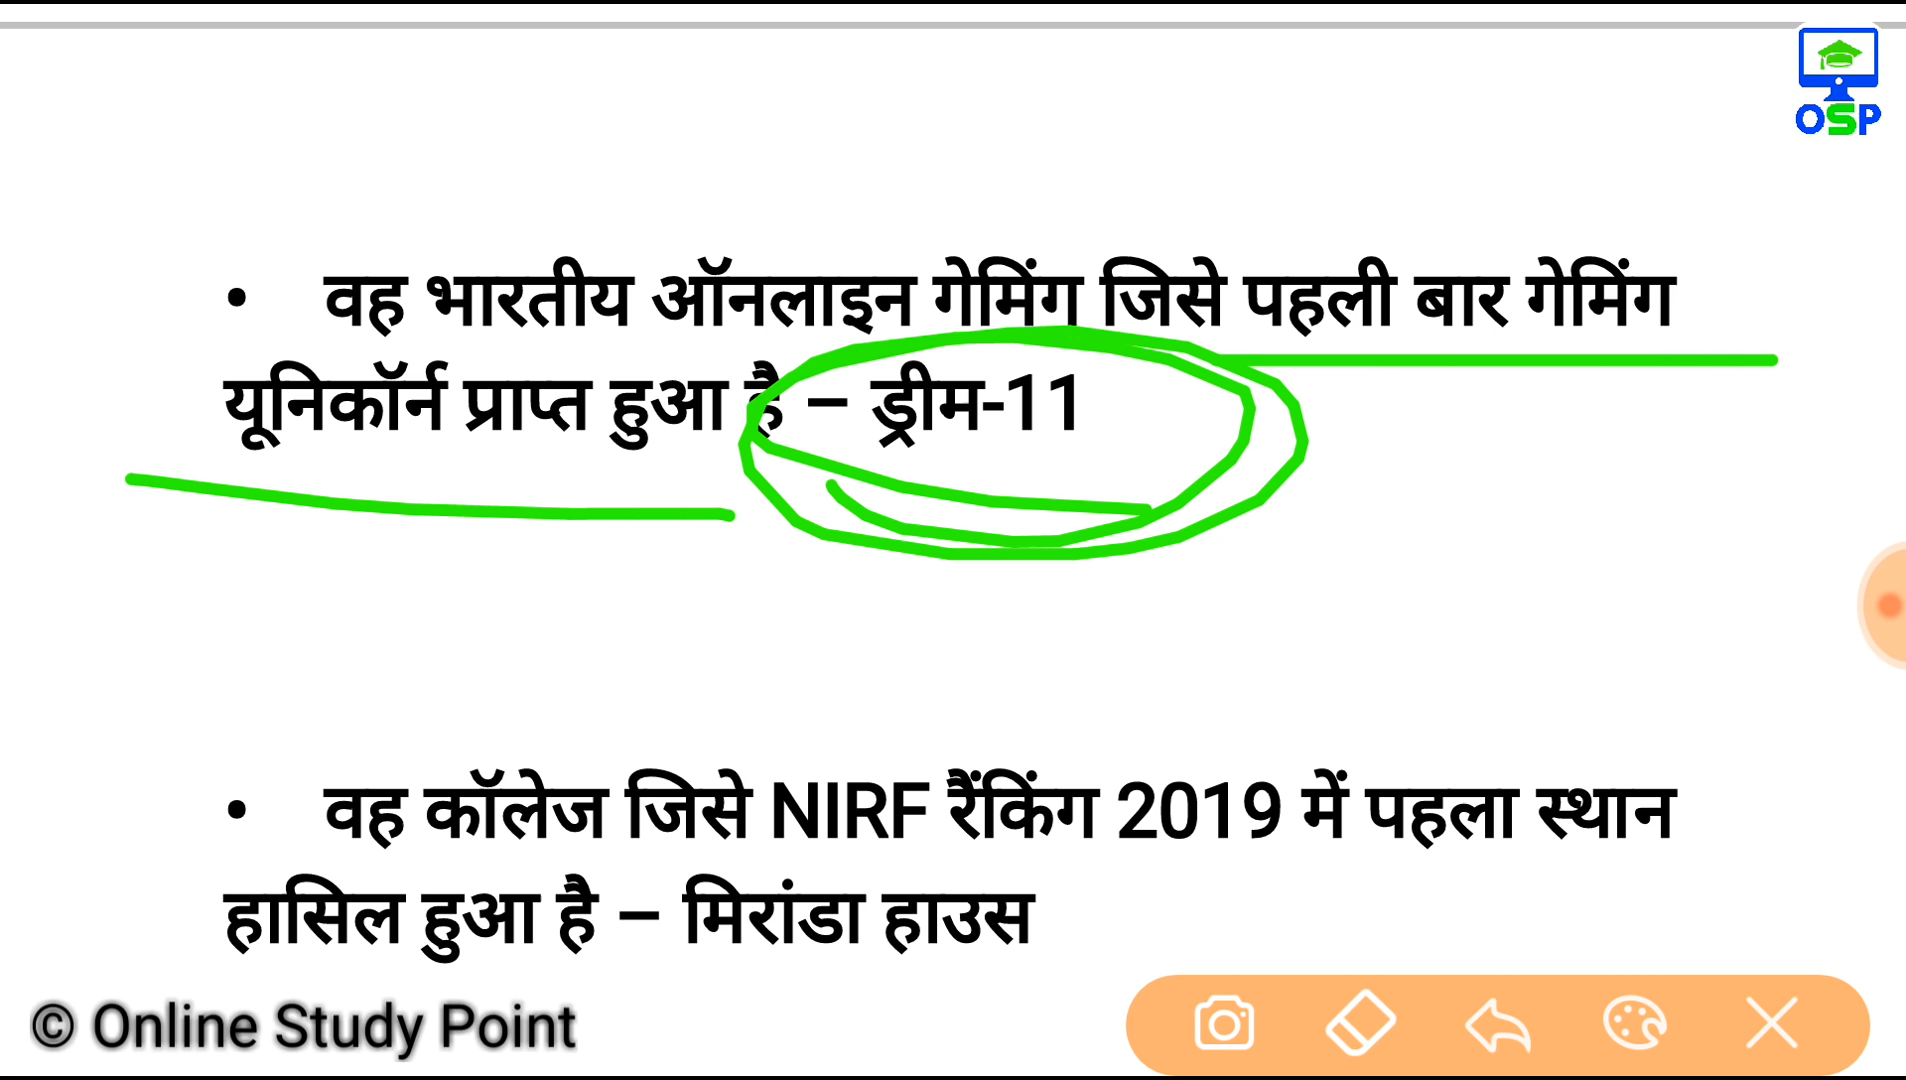 OSP
• वह भारतीय ऑनलाइन गेमिंग जिसे पहली बार गेमिंग
यूनिकॉर्न प्राप्त हुआ है – ड्रीम-11
• वह कॉलेज जिसे NIRF रैंकिंग 2019 में पहला स्थान
हासिल हुआ है – मिरांडा हाउस
© Online Study Point